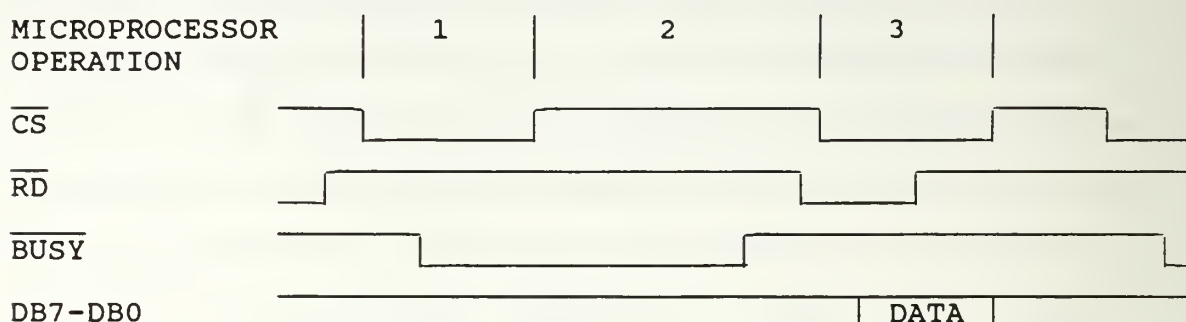 MICROPROCESSOR 1 2 3
OPERATION
CS
RD
BUSY
DB7-DB0 DATA